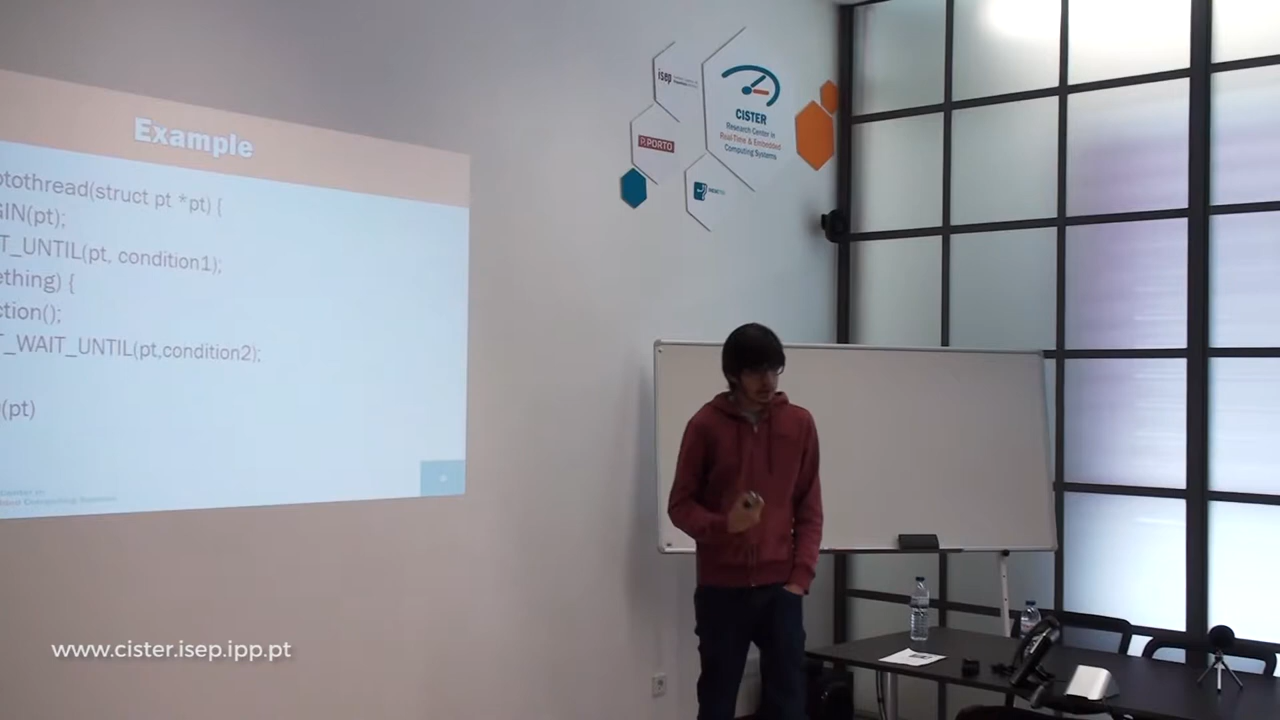 Example
otothread(struct pt *pt) {
GIN(pt);
T_UNTIL(pt, condition1);
ething) {
ction();
T_WAIT_UNTIL(pt,condition2);
(pt)
isep
CISTER
Research Center in
Real-Time & Embedded
Computing Systems
P.PORTO
www.cister.isep.ipp.pt